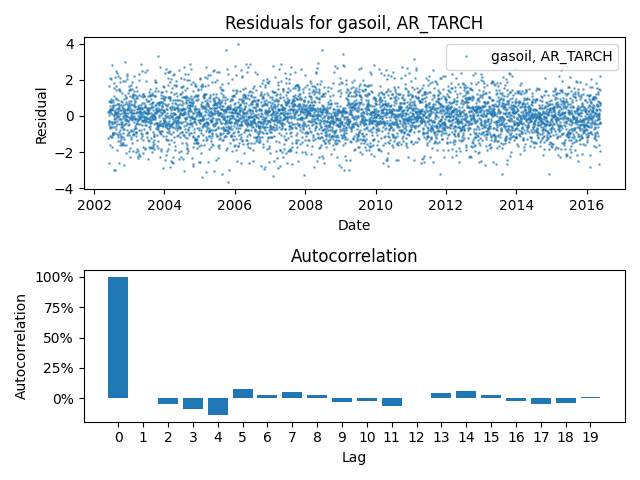 Residuals for gasoil, AR_TARCH
4
2
0
−2
−4
Residual
gasoil, AR_TARCH
2002 2004 2006 2008 2010 2012 2014 2016
Date
Autocorrelation
100%
75%
50%
25%
0%
Autocorrelation
0 1 2 3 4 5 6 7 8 9 10 11 12 13 14 15 16 17 18 19
Lag